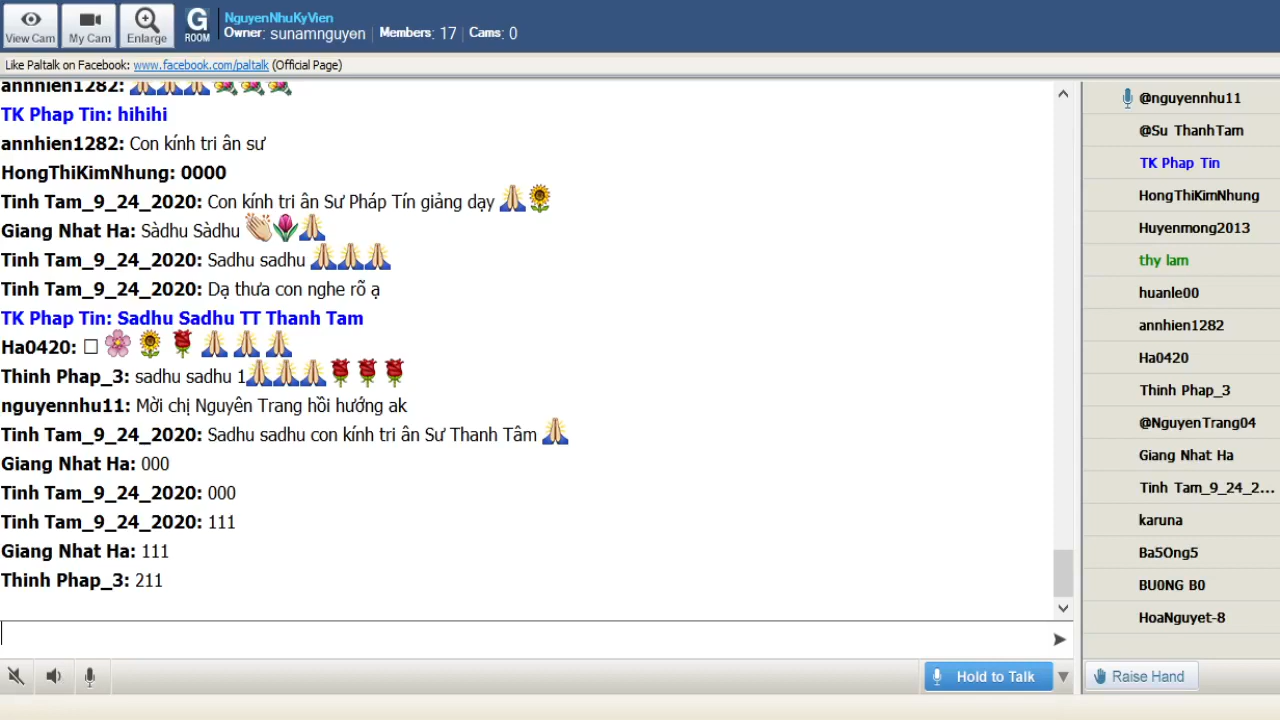 View Cam
My Cam
Enlarge
G ROOM
NguyenNhuKyVien
Owner: sunamnguyen | Members: 17 | Cams: 0
Like Paltalk on Facebook: www.facebook.com/paltalk (Official Page)
annhien1282: 🙏🙏🙏💐💐💐
TK Phap Tin: hihihi
annhien1282: Con kính tri ân sư
HongThiKimNhung: 0000
Tinh Tam_9_24_2020: Con kính tri ân Sư Pháp Tín giảng dạy 🙏🌻
Giang Nhat Ha: Sàdhu Sàdhu 👏🌷🙏
Tinh Tam_9_24_2020: Sadhu sadhu 🙏🙏🙏
Tinh Tam_9_24_2020: Dạ thưa con nghe rõ ạ
TK Phap Tin: Sadhu Sadhu TT Thanh Tam
Ha0420: □ 🌸 🌻 🌹 🙏 🙏 🙏
Thinh Phap_3: sadhu sadhu 1🙏🙏🙏🌹🌹🌹
nguyennhu11: Mời chị Nguyên Trang hồi hướng ak
Tinh Tam_9_24_2020: Sadhu sadhu con kính tri ân Sư Thanh Tâm 🙏
Giang Nhat Ha: 000
Tinh Tam_9_24_2020: 000
Tinh Tam_9_24_2020: 111
Giang Nhat Ha: 111
Thinh Phap_3: 211
@nguyennhu11
@Su ThanhTam
TK Phap Tin
HongThiKimNhung
Huyenmong2013
thy lam
huanle00
annhien1282
Ha0420
Thinh Phap_3
@NguyenTrang04
Giang Nhat Ha
Tinh Tam_9_24_2...
karuna
Ba5Ong5
BU0NG B0
HoaNguyet-8
Hold to Talk
Raise Hand